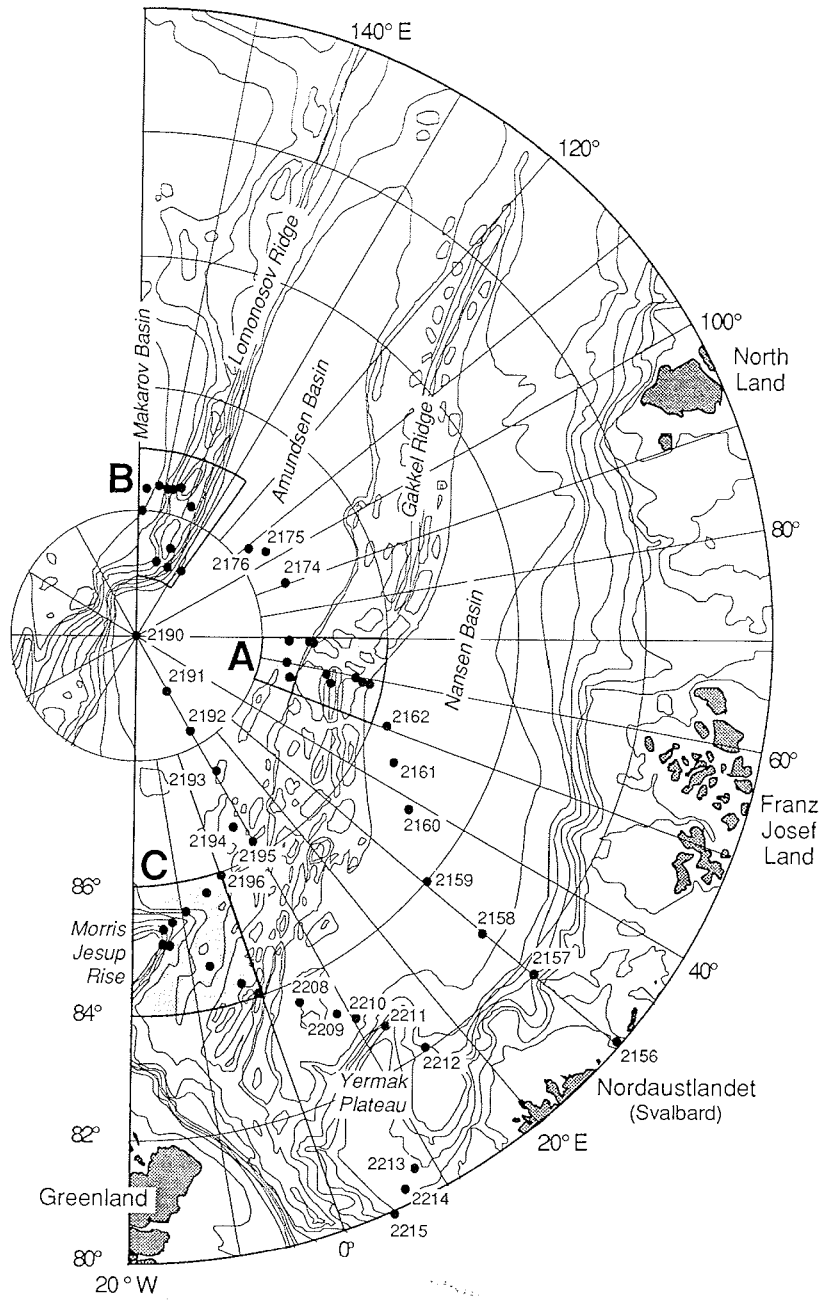 140° E
120°
100°
North
Land
80°
60°
Franz
Josef
Land
40°
Nordaustlandet
(Svalbard)
20° E
0°
20° W
80°
82°
84°
86°
Greenland
Morris
Jesup
Rise
Yermak
Plateau
Makarov Basin
Lomonosov Ridge
Amundsen Basin
Gakkel Ridge
Nansen Basin
B
A
C
2175
2176
2174
2190
2191
2192
2193
2194
2195
2196
2162
2161
2160
2159
2158
2157
2156
2208
2209
2210
2211
2212
2213
2214
2215